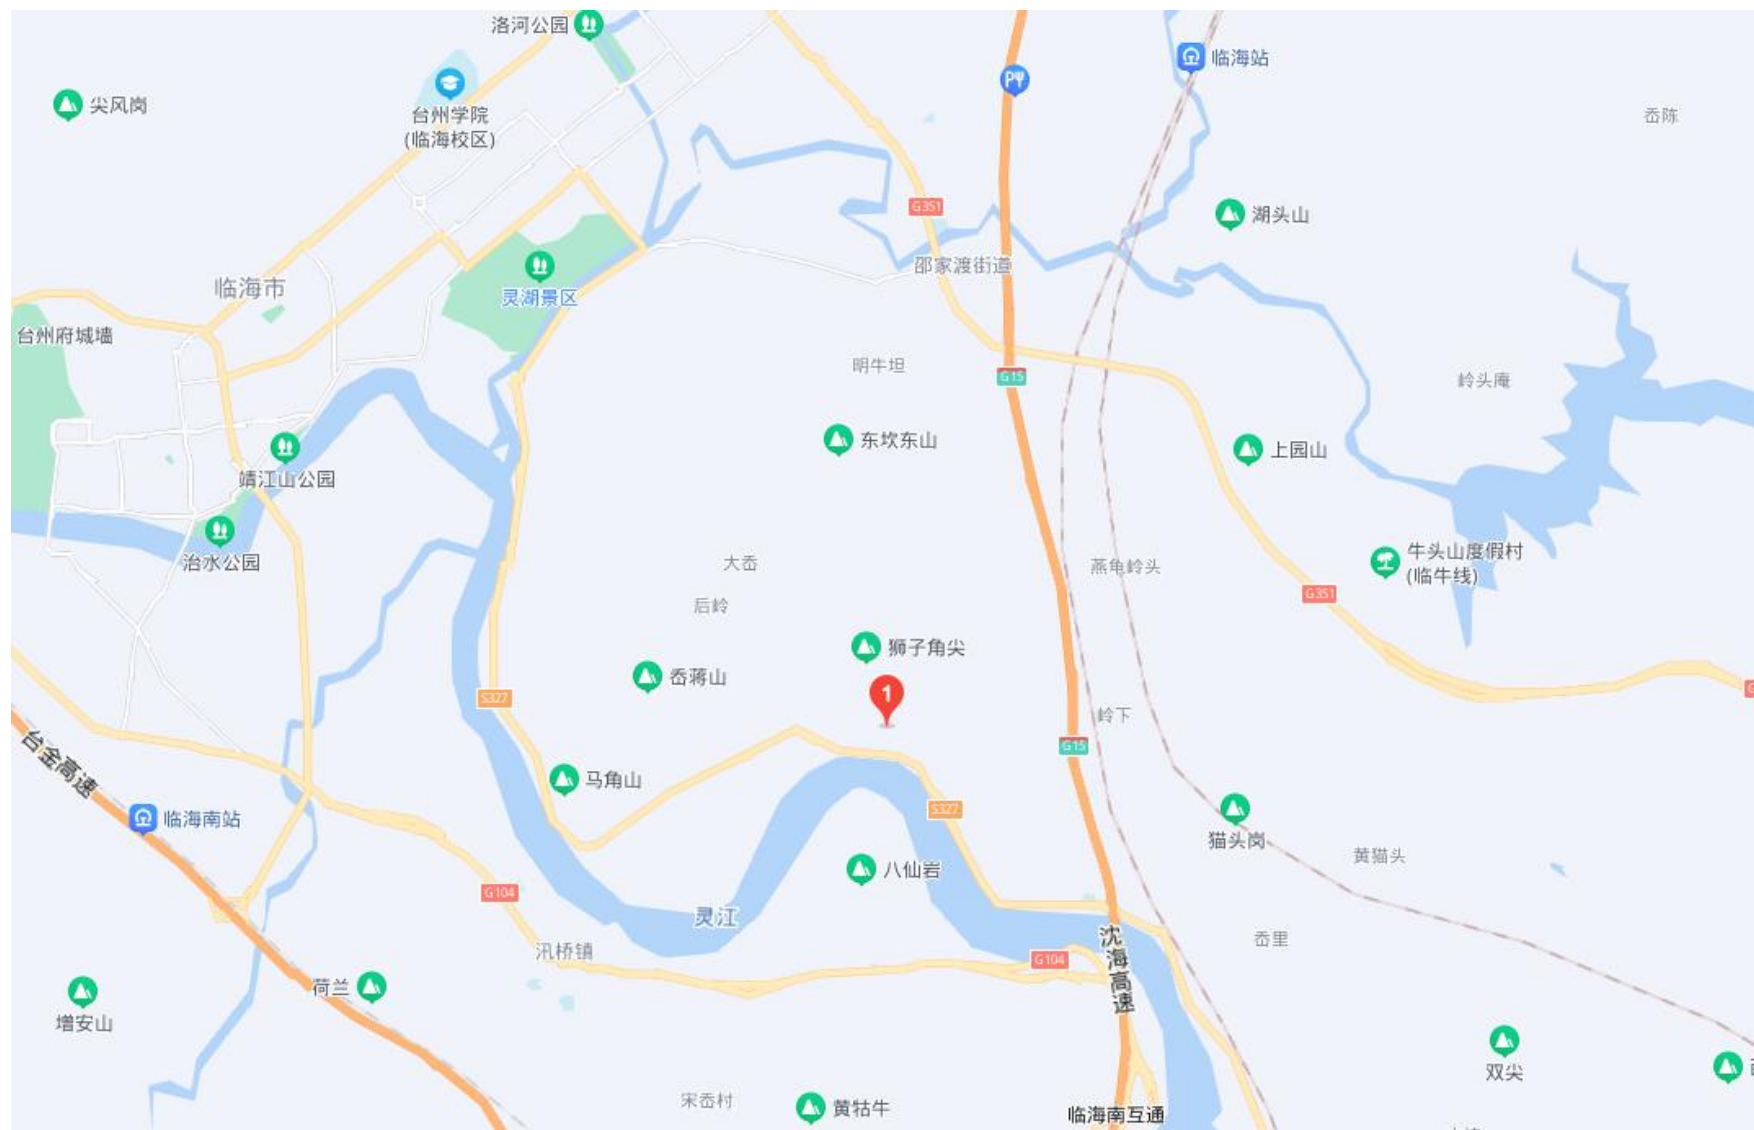 洛河公园
临海站
尖风岗
台州学院
(临海校区)
岙陈
G351
湖头山
邵家渡街道
灵湖景区
临海市
台州府城墙
明牛坦
G15
岭头庵
东坎东山
上园山
靖江山公园
治水公园
大岙
燕龟岭头
牛头山度假村
(临牛线)
G351
后岭
狮子角尖
岙蒋山
1
S327
岭下
G15
台金高速
马角山
临海南站
S327
猫头岗
黄猫头
八仙岩
G104
灵江
汛桥镇
岙里
沈海高速
G104
荷兰
增安山
双尖
宋岙村
黄牯牛
临海南互通